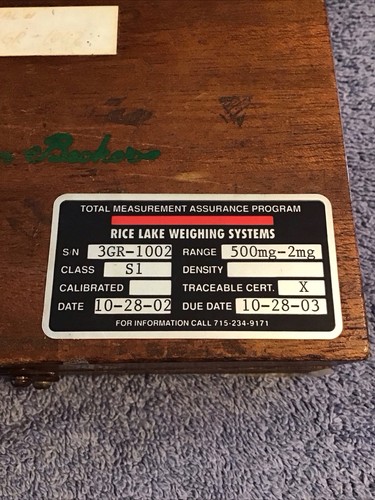 TOTAL MEASUREMENT ASSURANCE PROGRAM
RICE LAKE WEIGHING SYSTEMS
S/N 3GR-1002 RANGE 500mg-2mg
CLASS S1 DENSITY
CALIBRATED TRACEABLE CERT. X
DATE 10-28-02 DUE DATE 10-28-03
FOR INFORMATION CALL 715-234-9171